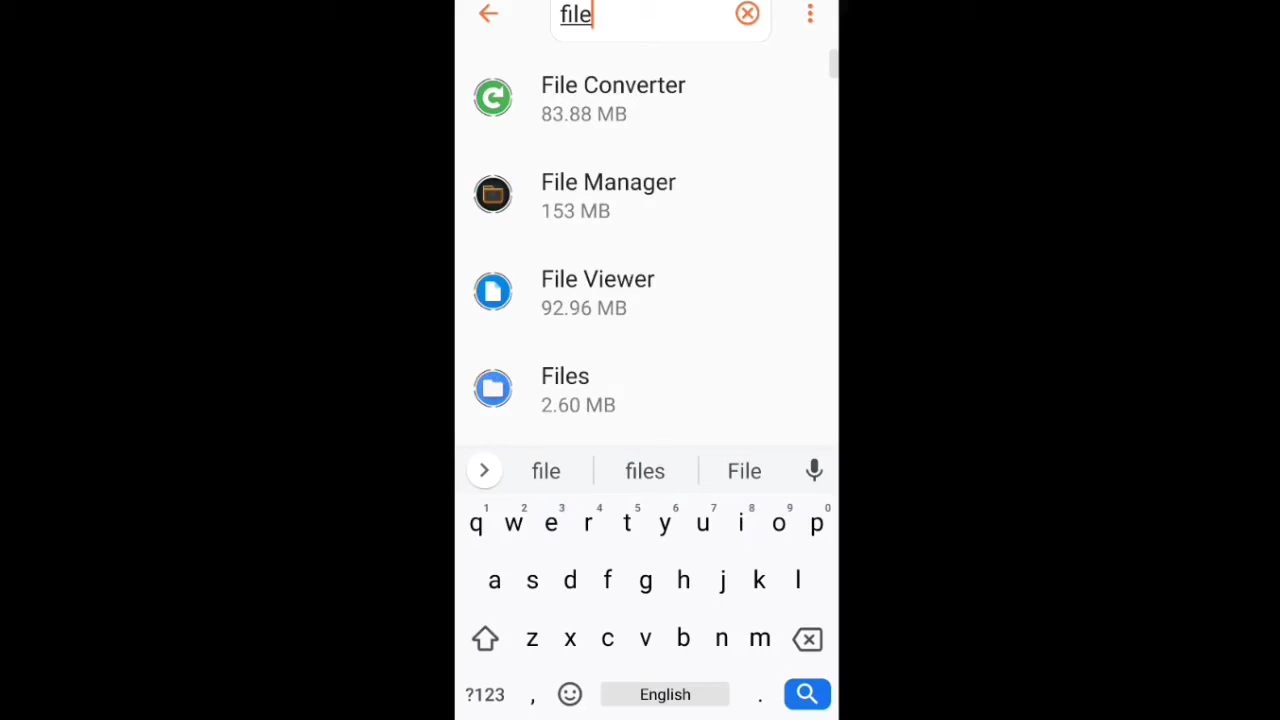 file
File Converter
83.88 MB
File Manager
153 MB
File Viewer
92.96 MB
Files
2.60 MB
file files File
1 2 3 4 5 6 7 8 9 0
q w e r t y u i o p
a s d f g h j k l
z x c v b n m
?123 , English .